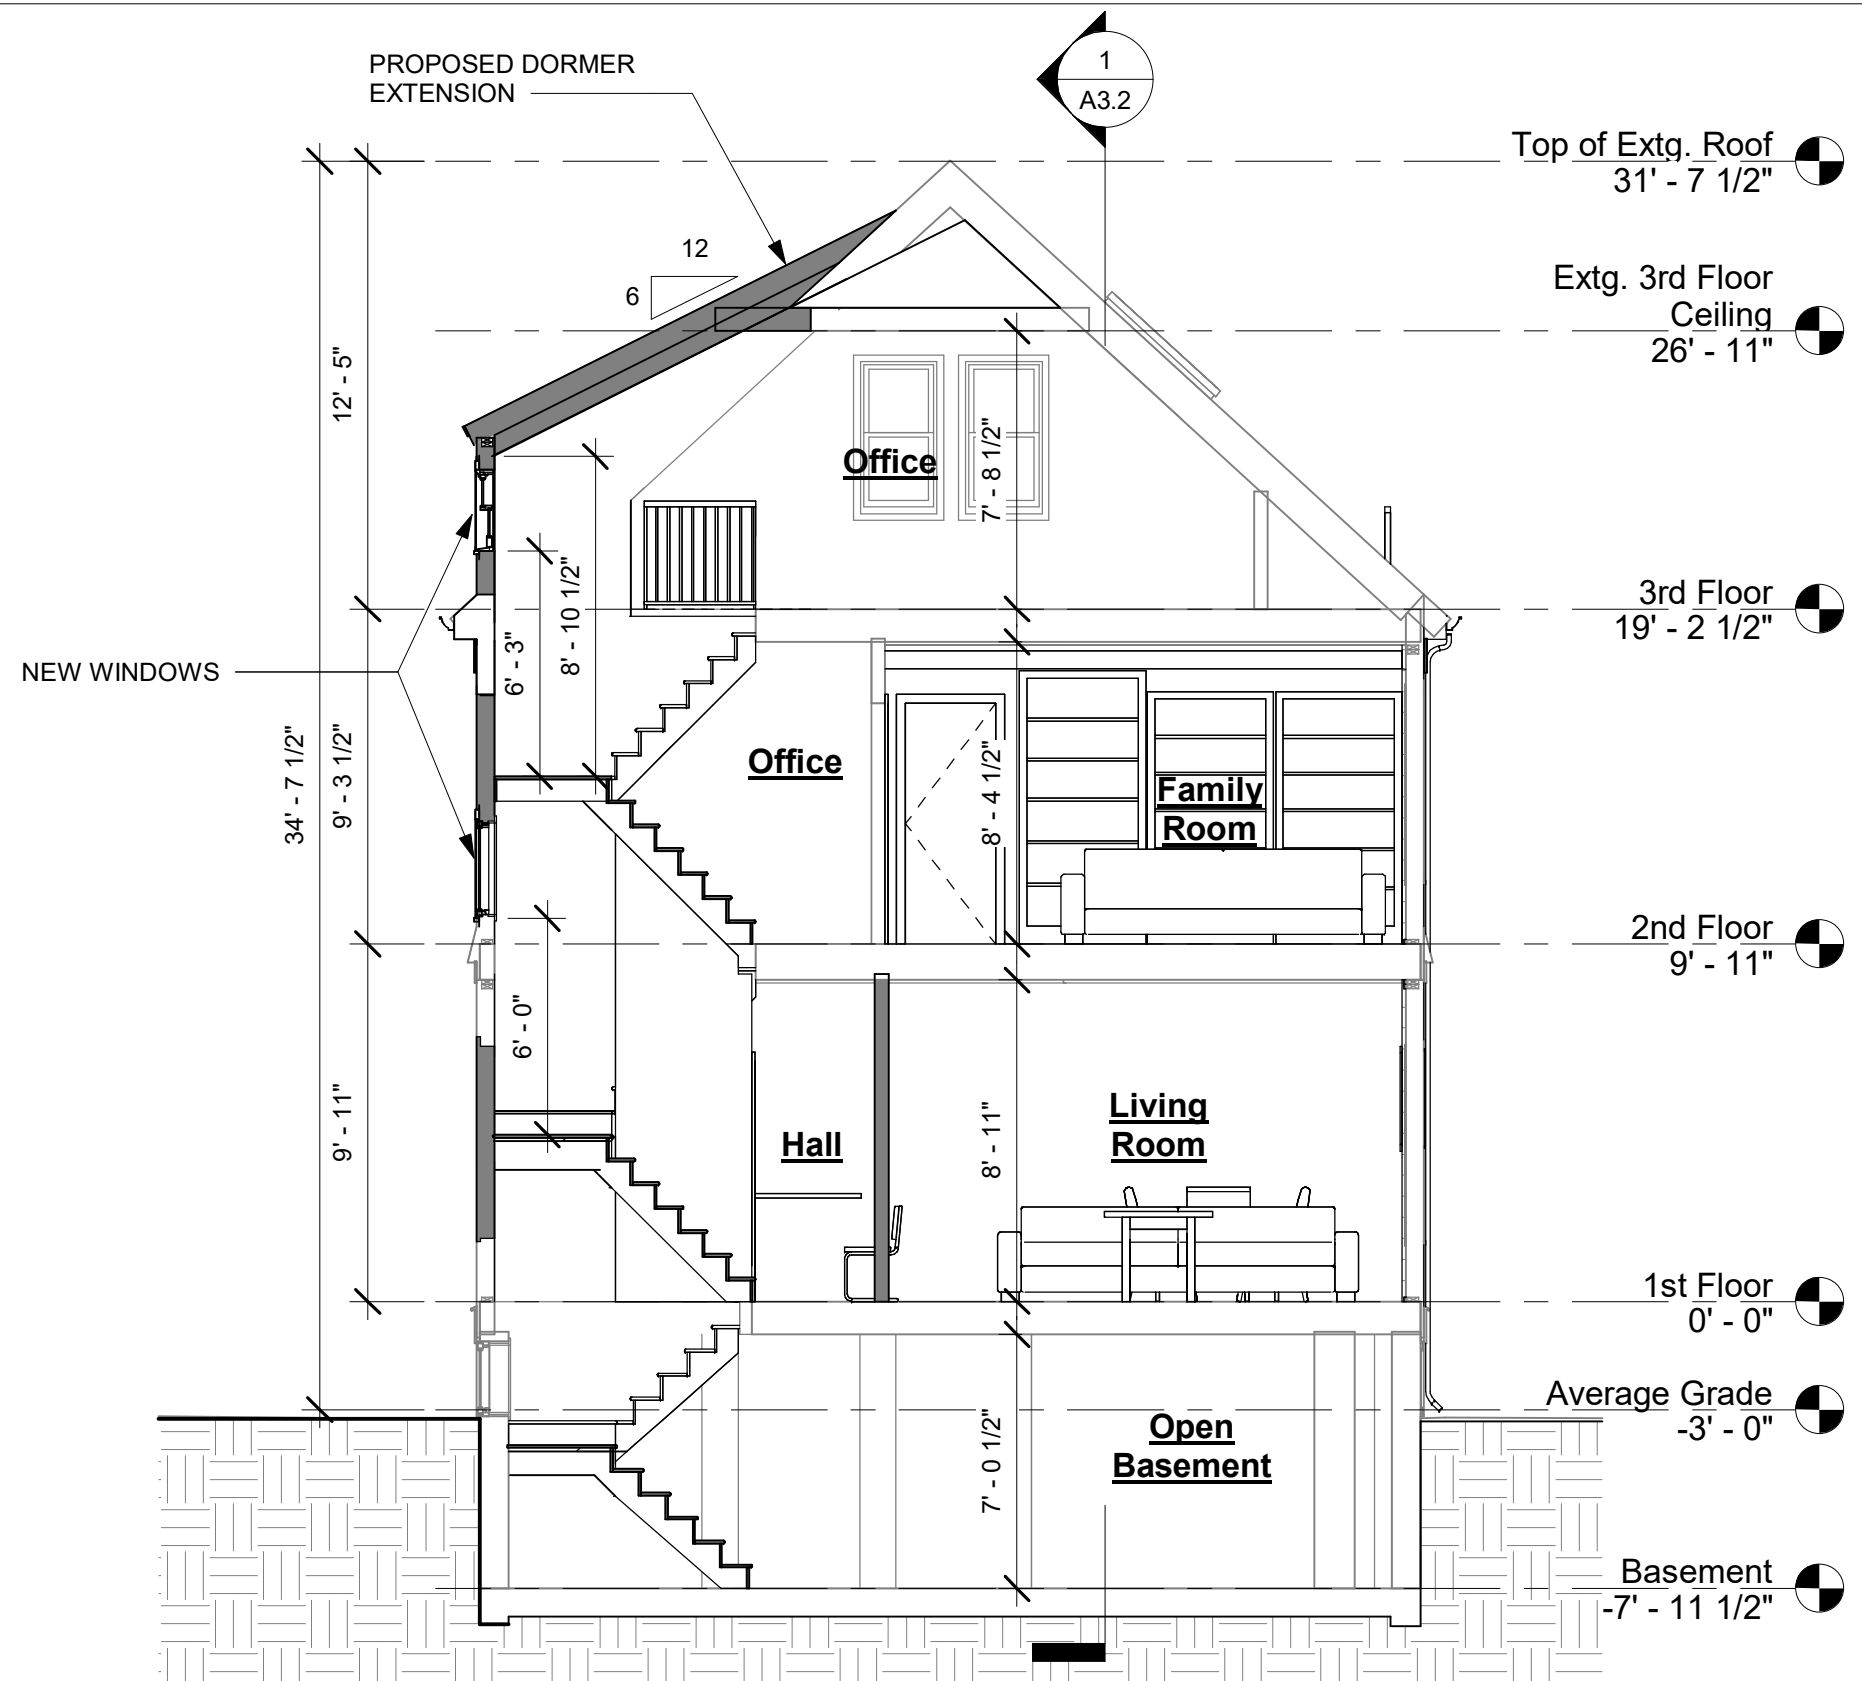 PROPOSED DORMER
EXTENSION
1
A3.2
Top of Extg. Roof
31' - 7 1/2"
12
6
Extg. 3rd Floor
Ceiling
26' - 11"
12' - 5"
Office
7' - 8 1/2"
8' - 10 1/2"
3rd Floor
19' - 2 1/2"
6' - 3"
NEW WINDOWS
34' - 7 1/2"
9' - 3 1/2"
Office
8' - 4 1/2"
Family
Room
2nd Floor
9' - 11"
6' - 0"
9' - 11"
Hall
8' - 11"
Living
Room
1st Floor
0' - 0"
Average Grade
-3' - 0"
7' - 0 1/2"
Open
Basement
Basement
-7' - 11 1/2"